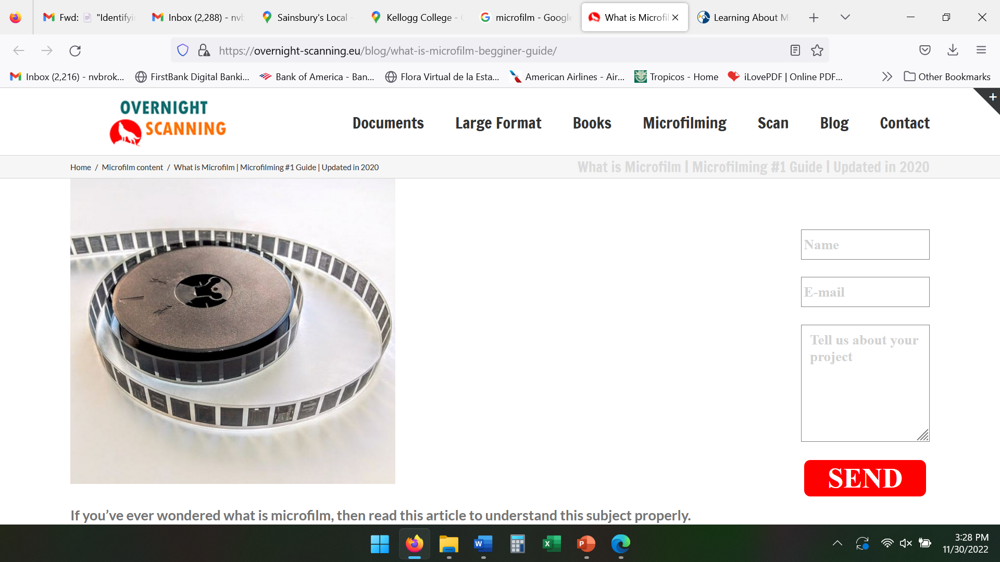 Fwd: "Identifyi
Inbox (2,288) - nvb
Sainsbury's Local -
Kellogg College -
microfilm - Google
What is Microfil
Learning About M
https://overnight-scanning.eu/blog/what-is-microfilm-begginer-guide/
Inbox (2,216) - nvbrok...
FirstBank Digital Banki...
Bank of America - Ban...
Flora Virtual de la Esta...
American Airlines - Air...
Tropicos - Home
iLovePDF | Online PDF...
Other Bookmarks
OVERNIGHT
SCANNING
Documents
Large Format
Books
Microfilming
Scan
Blog
Contact
Home / Microfilm content / What is Microfilm | Microfilming #1 Guide | Updated in 2020
What is Microfilm | Microfilming #1 Guide | Updated in 2020
Name
E-mail
Tell us about your
project
SEND
If you’ve ever wondered what is microfilm, then read this article to understand this subject properly.
3:28 PM
11/30/2022